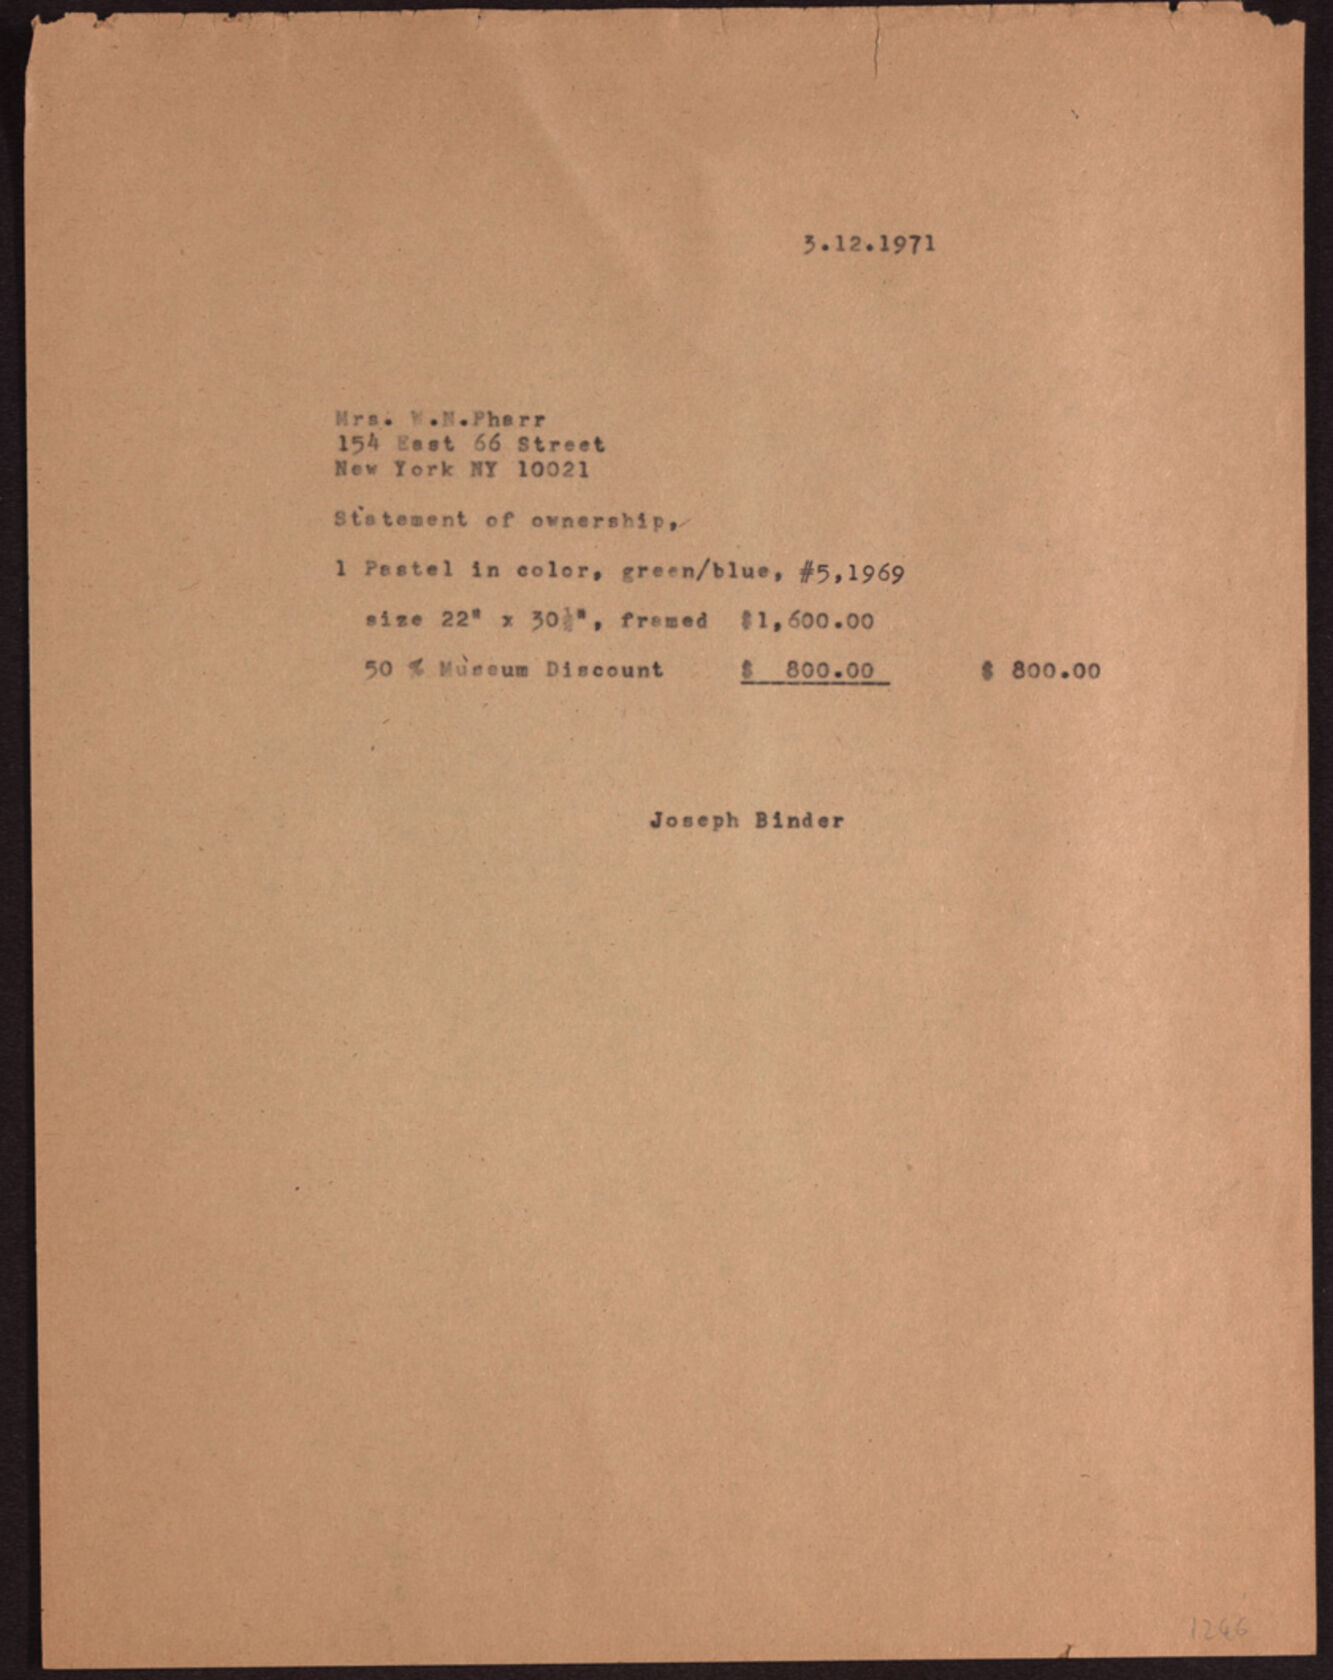 3.12.1971
Mrs. W.N.Pharr
154 East 66 Street
New York NY 10021
Statement of ownership,
1 Pastel in color, green/blue, #5,1969
size 22" x 30½", framed $1,600.00
50 % Museum Discount $ 800.00 $ 800.00
Joseph Binder
1266